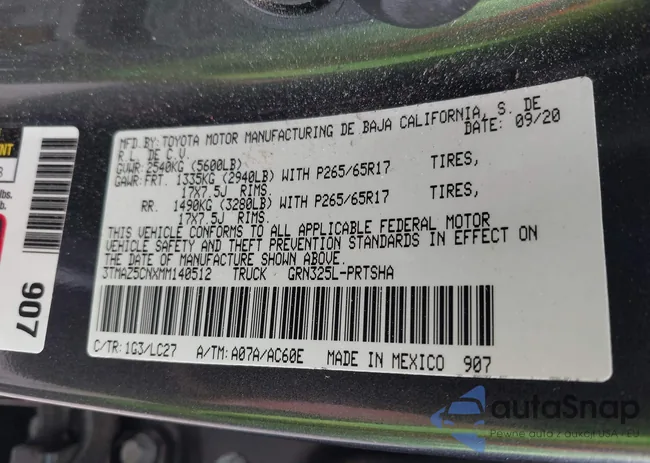 MFD.BY: TOYOTA MOTOR MANUFACTURING DE BAJA CALIFORNIA, S. DE
R.L. DE C.V. DATE: 09/20
GVWR: 2540KG (5600LB)
GAWR: FRT. 1335KG (2940LB) WITH P265/65R17 TIRES,
17X7.5J RIMS.
RR. 1490KG (3280LB) WITH P265/65R17 TIRES,
17X7.5J RIMS.
THIS VEHICLE CONFORMS TO ALL APPLICABLE FEDERAL MOTOR
VEHICLE SAFETY AND THEFT PREVENTION STANDARDS IN EFFECT ON
THE DATE OF MANUFACTURE SHOWN ABOVE.
3TMAZ5CNXMM140512 TRUCK GRN325L-PRTSHA
C/TR: 1G3/LC27 A/TM: A07A/AC60E MADE IN MEXICO 907
907
lbs.
autaSnap